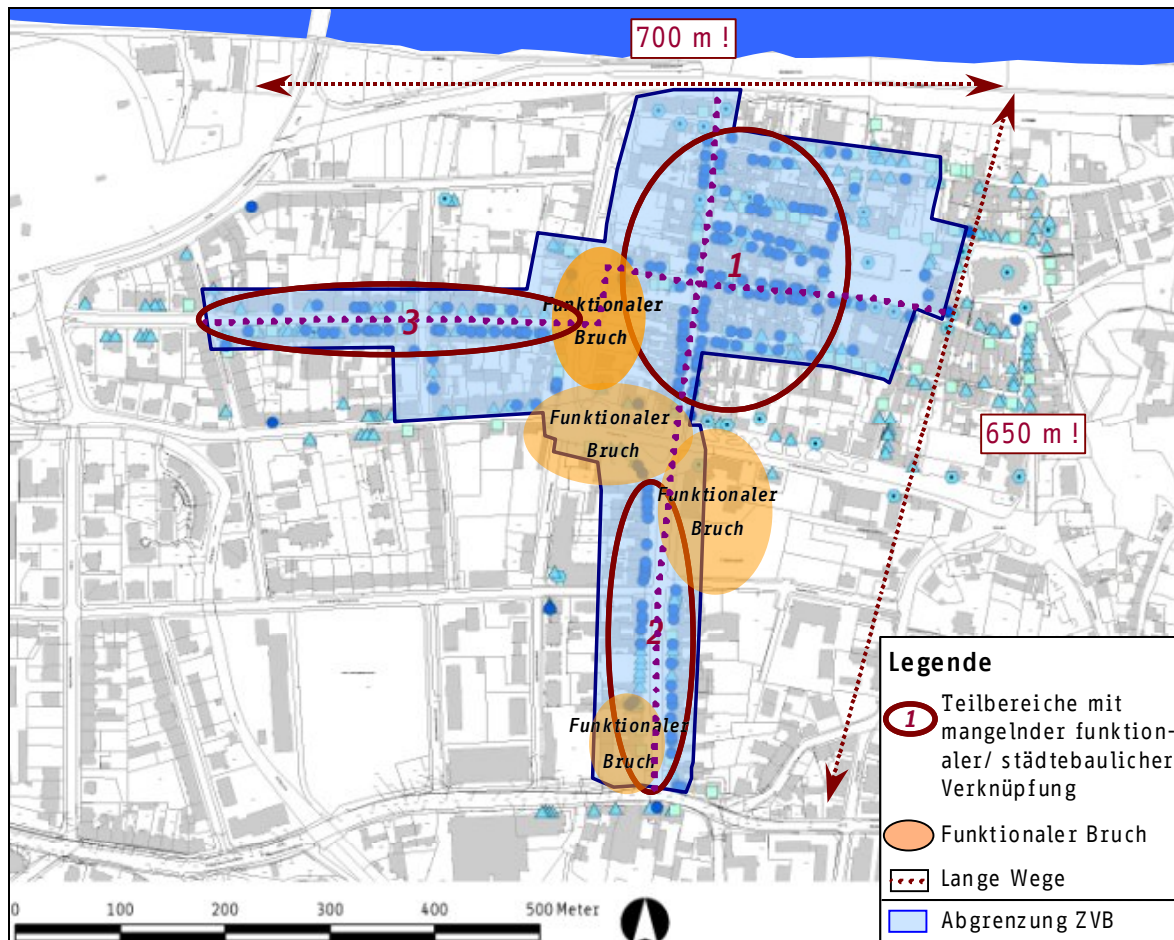 700 m !
1
Funktionaler
Bruch
3
Funktionaler
Bruch
650 m !
Funktionaler
Bruch
2
Funktionaler
Bruch
Legende
1 Teilbereiche mit
mangelnder funktion-
aler/ städtebaulicher
Verknüpfung
Funktionaler Bruch
Lange Wege
Abgrenzung ZVB
0 100 200 300 400 500 Meter